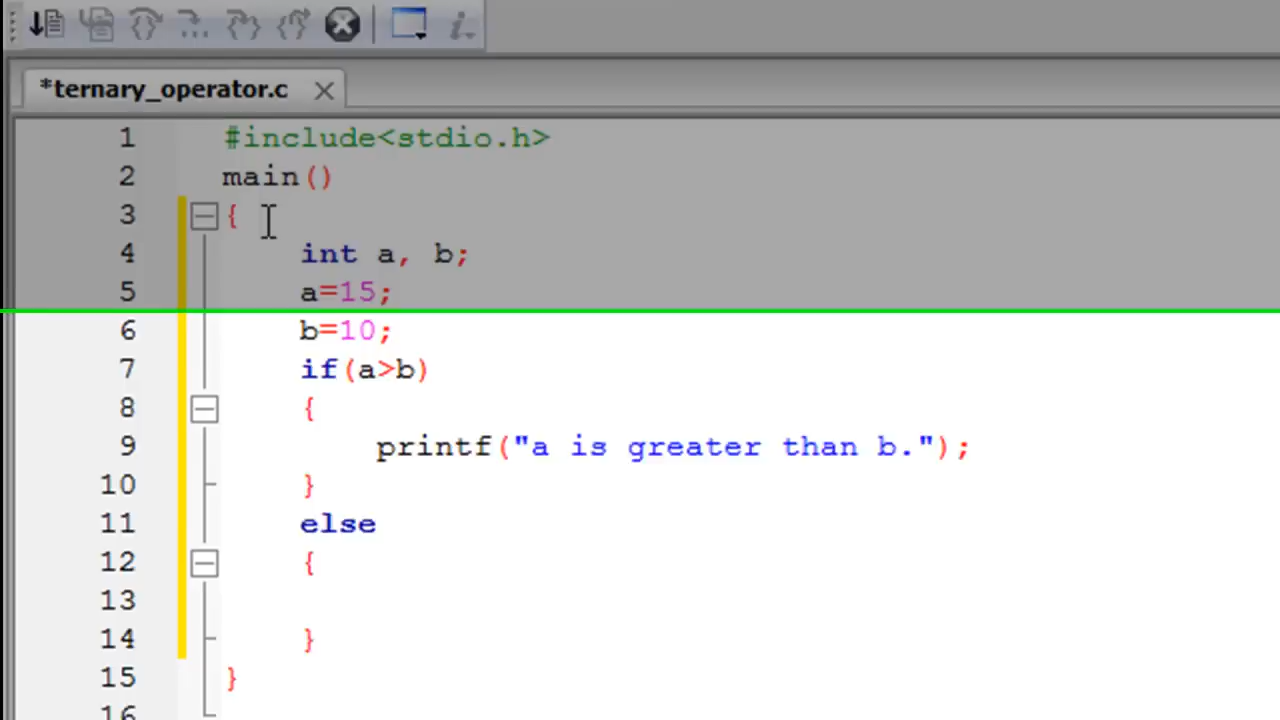 *ternary_operator.c
1 #include<stdio.h>
2 main()
3 {
4 int a, b;
5 a=15;
6 b=10;
7 if(a>b)
8 {
9 printf("a is greater than b.");
10 }
11 else
12 {
13
14 }
15 }
16